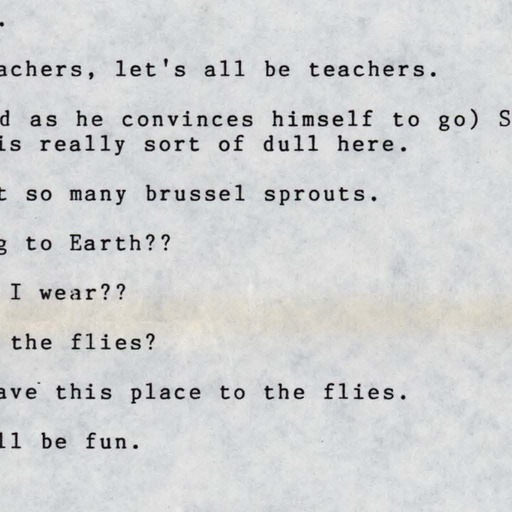 .
achers, let's all be teachers.
d as he convinces himself to go) S
is really sort of dull here.
t so many brussel sprouts.
g to Earth??
I wear??
the flies?
ave this place to the flies.
ll be fun.